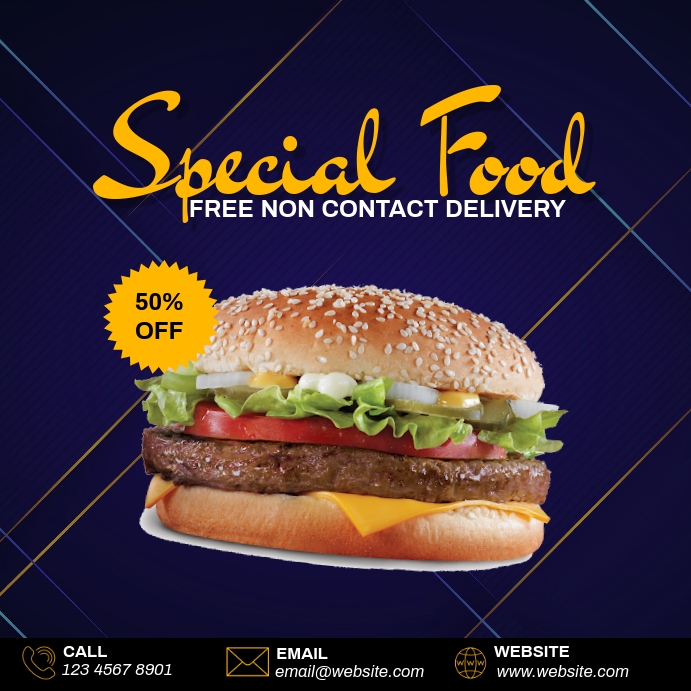 Special Food
FREE NON CONTACT DELIVERY
50%
OFF
CALL
123 4567 8901
EMAIL
email@website.com
WEBSITE
www.website.com